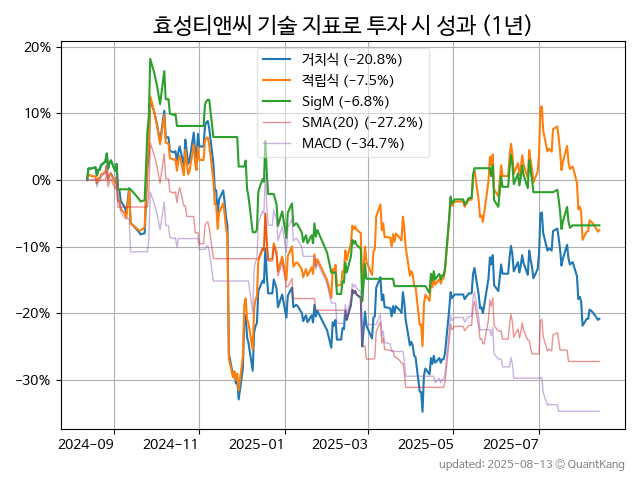 효성티앤씨 기술 지표로 투자 시 성과 (1년)
20%
10%
0%
−10%
−20%
−30%
거치식 (−20.8%)
적립식 (−7.5%)
SigM (−6.8%)
SMA(20) (−27.2%)
MACD (−34.7%)
2024-09
2024-11
2025-01
2025-03
2025-05
2025-07
updated: 2025-08-13 © QuantKang